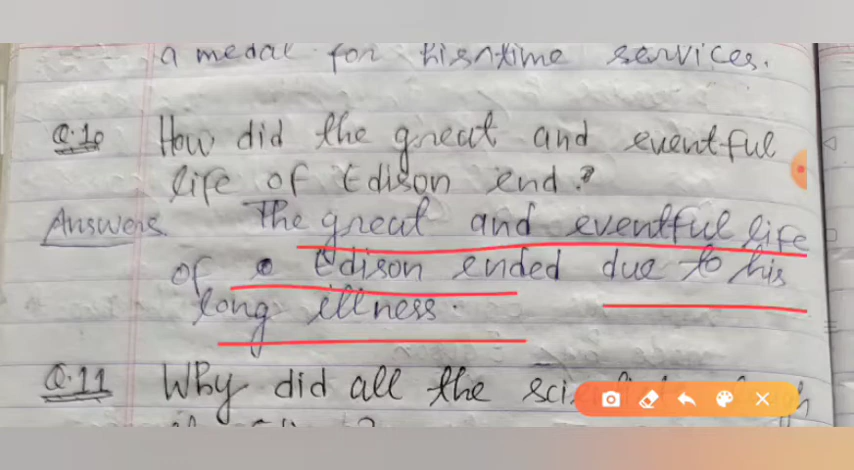 a medal for his time services.
Q.10 How did the great and eventful
life of Edison end.?
Answers The great and eventful life
of Edison ended due to his
long illness.
Q.11 Why did all the